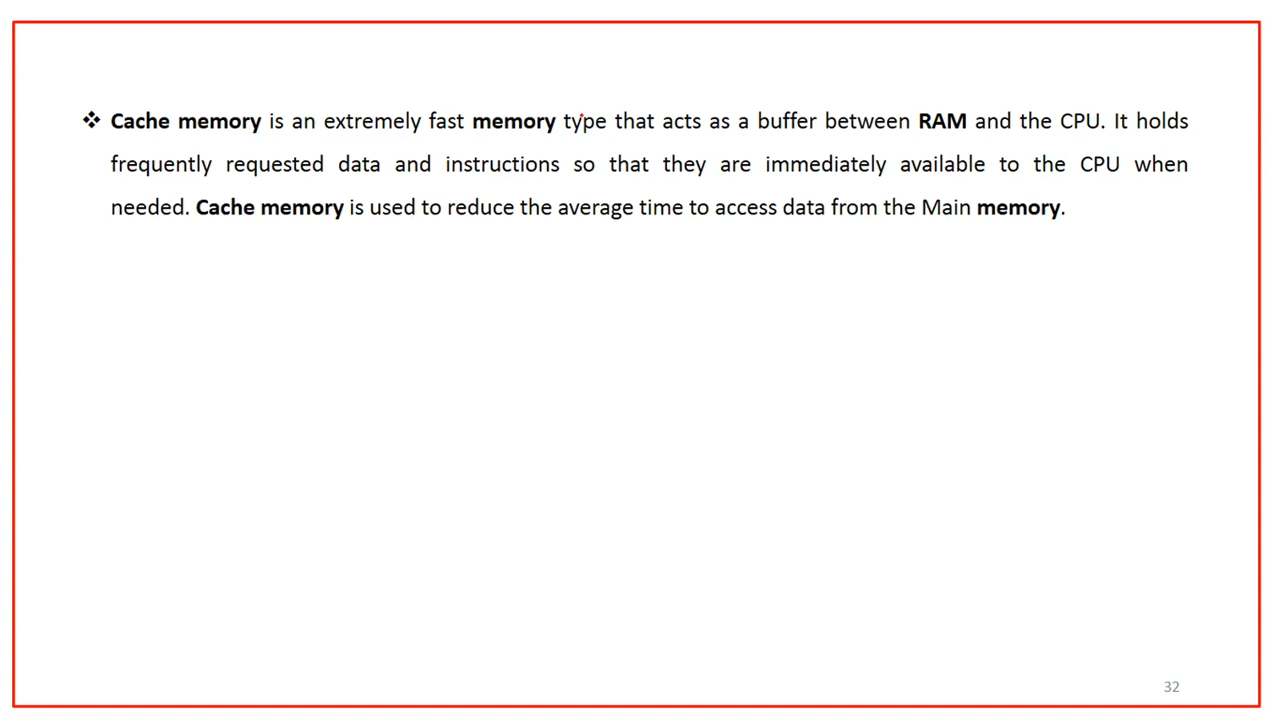 ❖ Cache memory is an extremely fast memory type that acts as a buffer between RAM and the CPU. It holds
frequently requested data and instructions so that they are immediately available to the CPU when
needed. Cache memory is used to reduce the average time to access data from the Main memory.
32